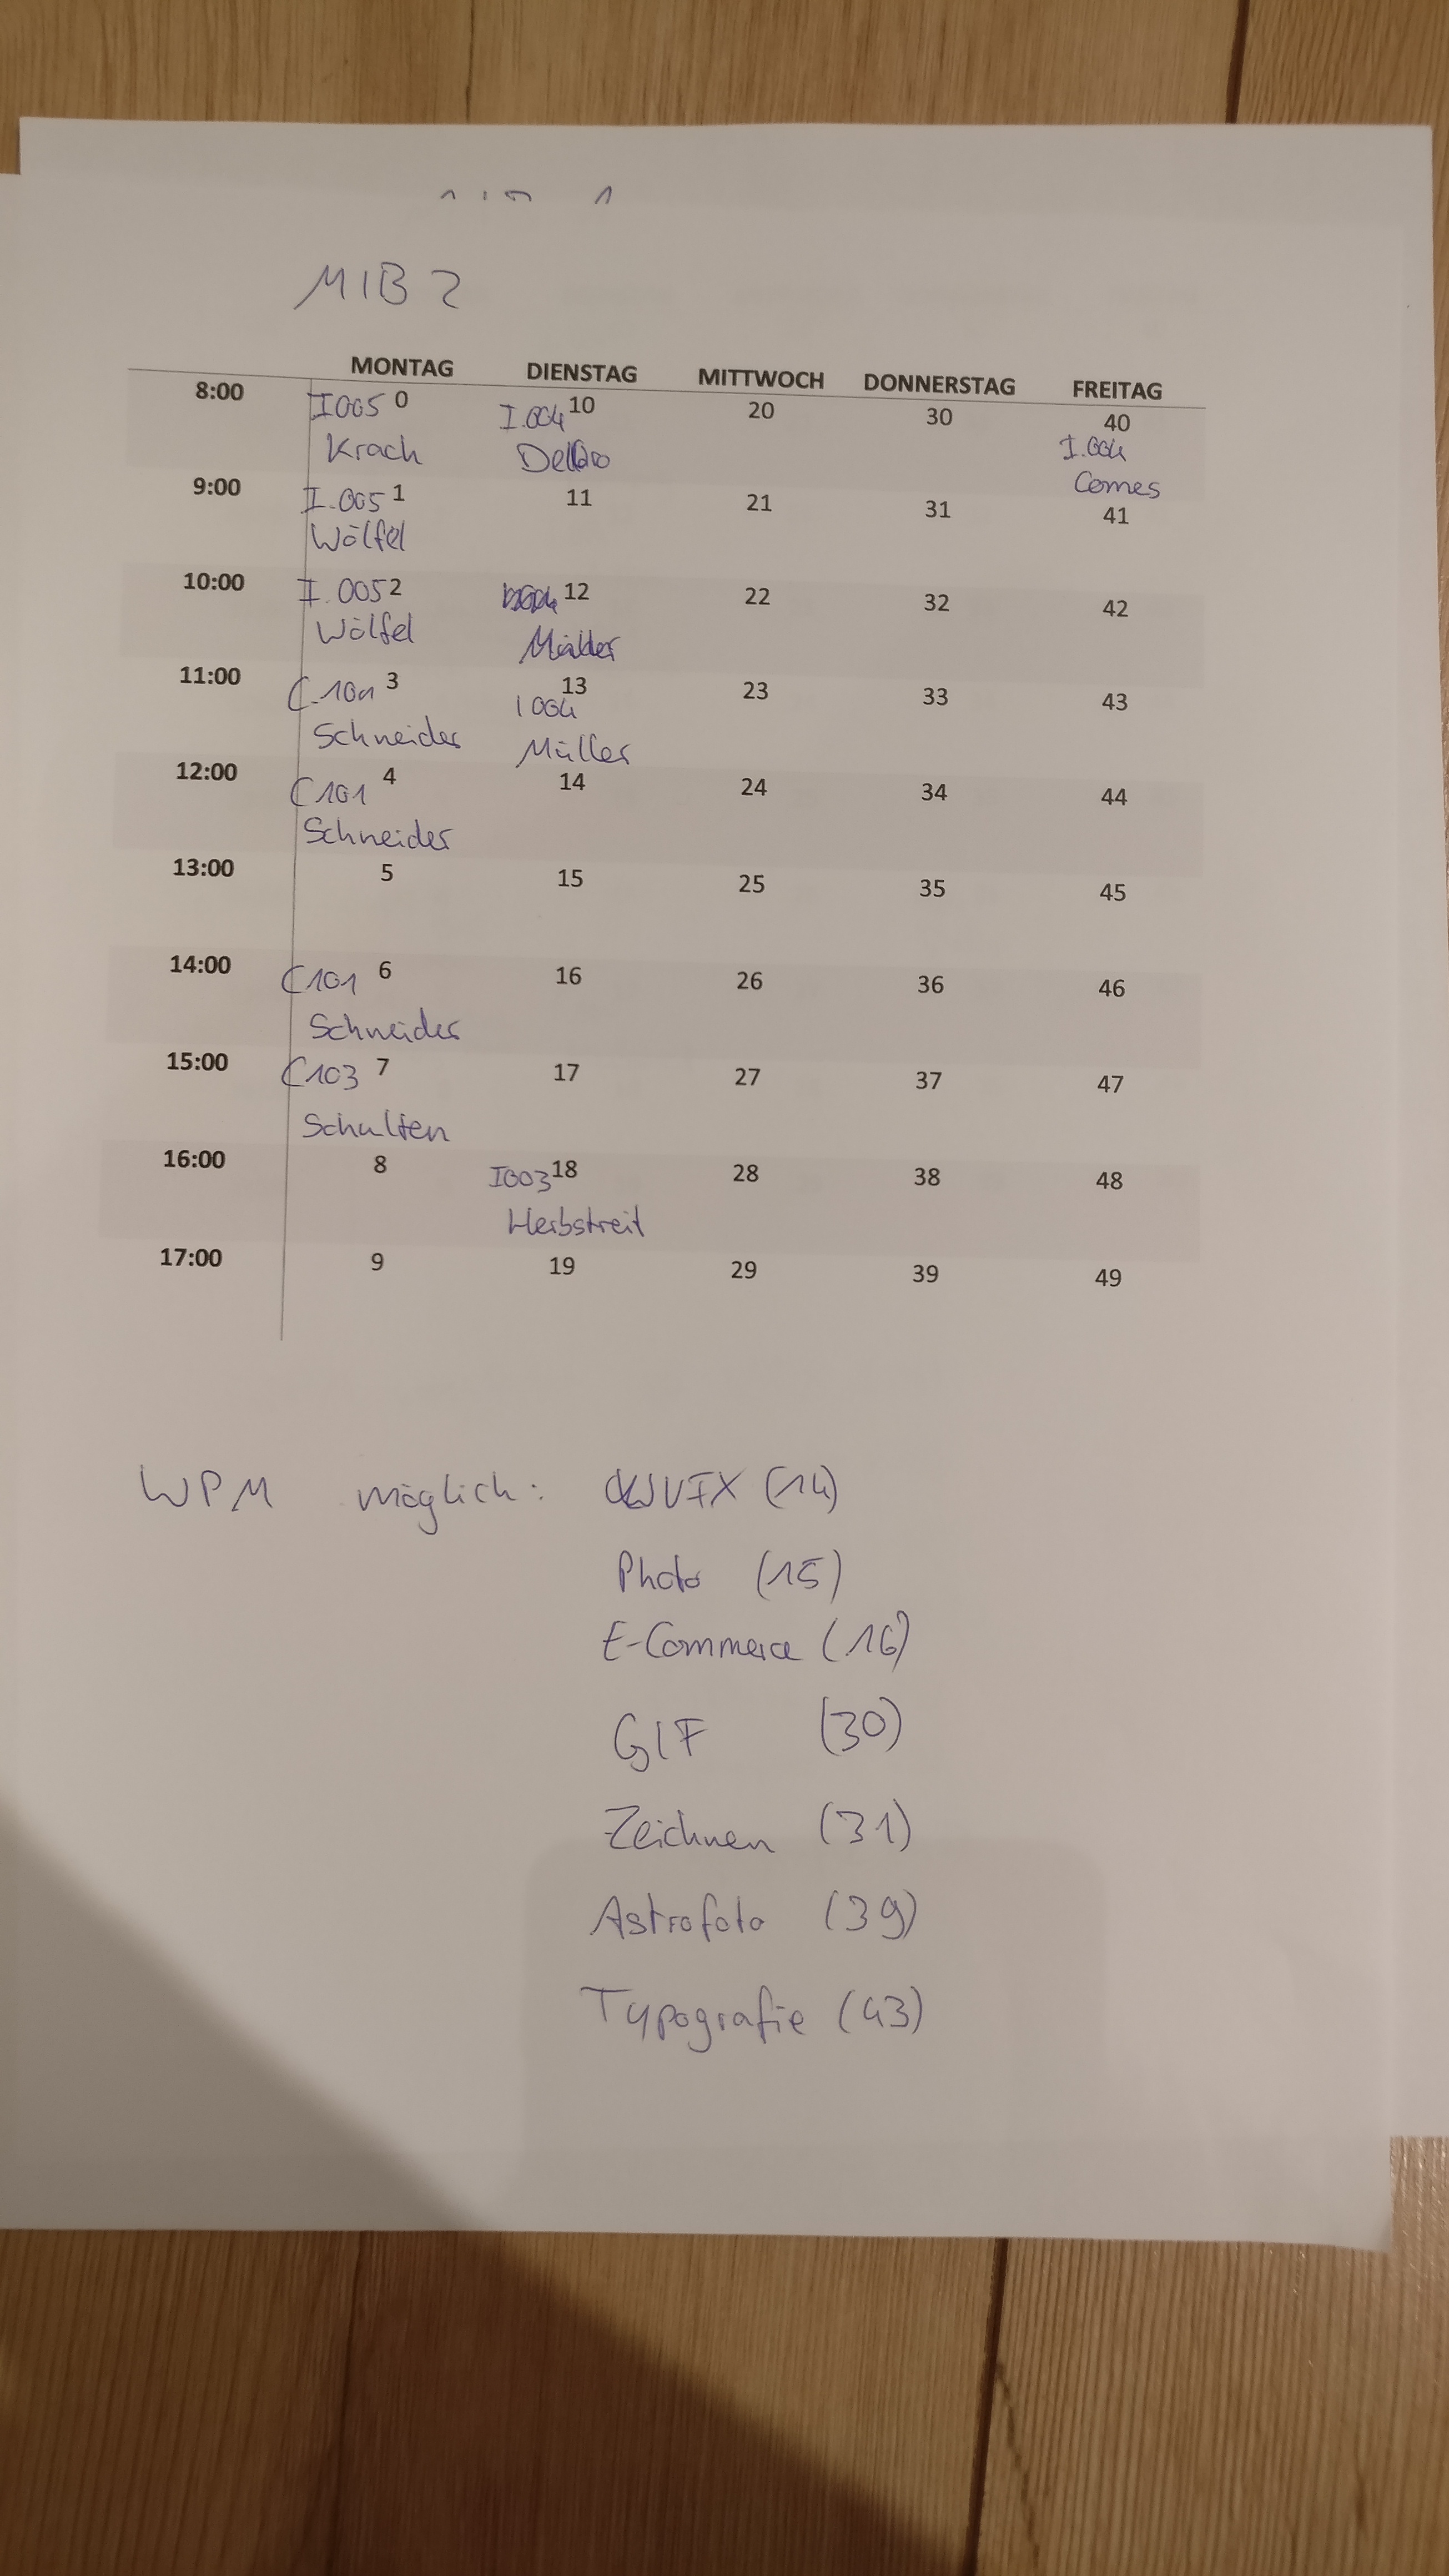 MIB 2
MONTAG DIENSTAG MITTWOCH DONNERSTAG FREITAG
8:00 I005 0 I.004 10 20 30 40
Krach I.004
Comes
9:00 I.005 1 11 21 31 41
Wölfel
10:00 I.005 2 12 22 32 42
Wölfel
11:00 C.101 3 13 23 33 43
I004
Schneider Müller
12:00 C101 4 14 24 34 44
Schneider
13:00 5 15 25 35 45
14:00 C101 6 16 26 36 46
Schneider
15:00 C103 7 17 27 37 47
Schulten
16:00 8 I003 18 28 38 48
Herbstreit
17:00 9 19 29 39 49
WPM möglich: (14)
Photo (15)
E-Commerce (16)
GIF (30)
Zeichnen (31)
Astrofoto (39)
Typografie (43)